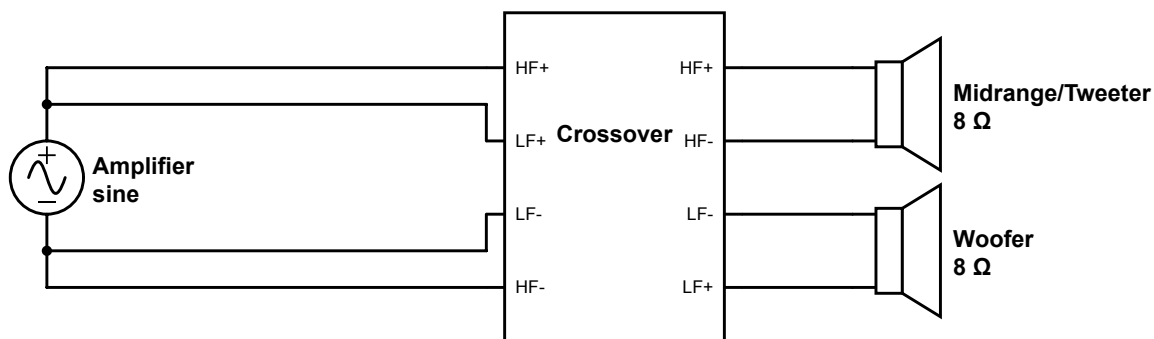 HF+
HF+
Midrange/Tweeter
8 Ω
LF+
Crossover
HF-
Amplifier
sine
LF-
LF-
Woofer
8 Ω
HF-
LF+